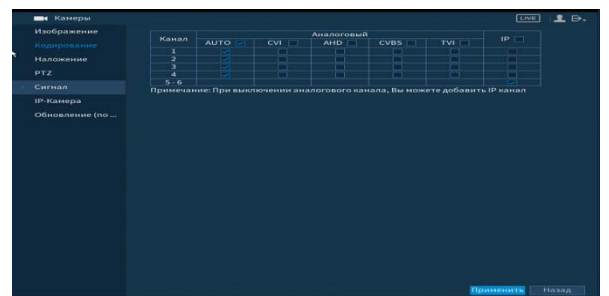 Камеры
LIVE
Изображение
Кодирование
Наложение
PTZ
Сигнал
IP-Камера
Обновление (по ...
Канал Аналоговый IP
AUTO CVI AHD CVBS TVI
1
2
3
4
5 - 6
Примечание: При выключении аналогового канала, Вы можете добавить IP канал
Применить Назад